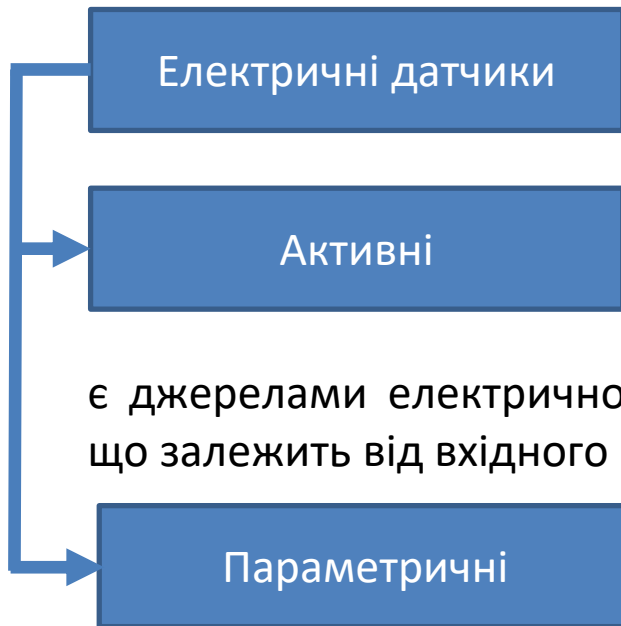 Електричні датчики
Активні
є джерелами електрично
що залежить від вхідного
Параметричні